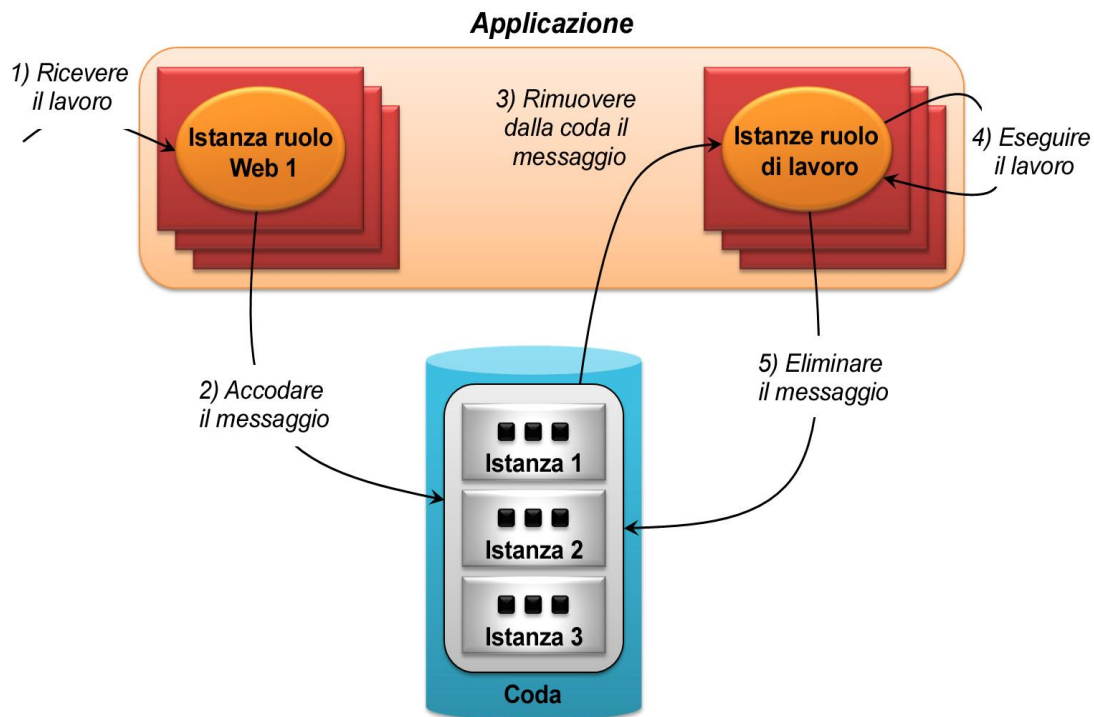 Applicazione
1) Ricevere
il lavoro
Istanza ruolo
Web 1
3) Rimuovere
dalla coda il
messaggio
Istanze ruolo
di lavoro
4) Eseguire
il lavoro
2) Accodare
il messaggio
5) Eliminare
il messaggio
Istanza 1
Istanza 2
Istanza 3
Coda